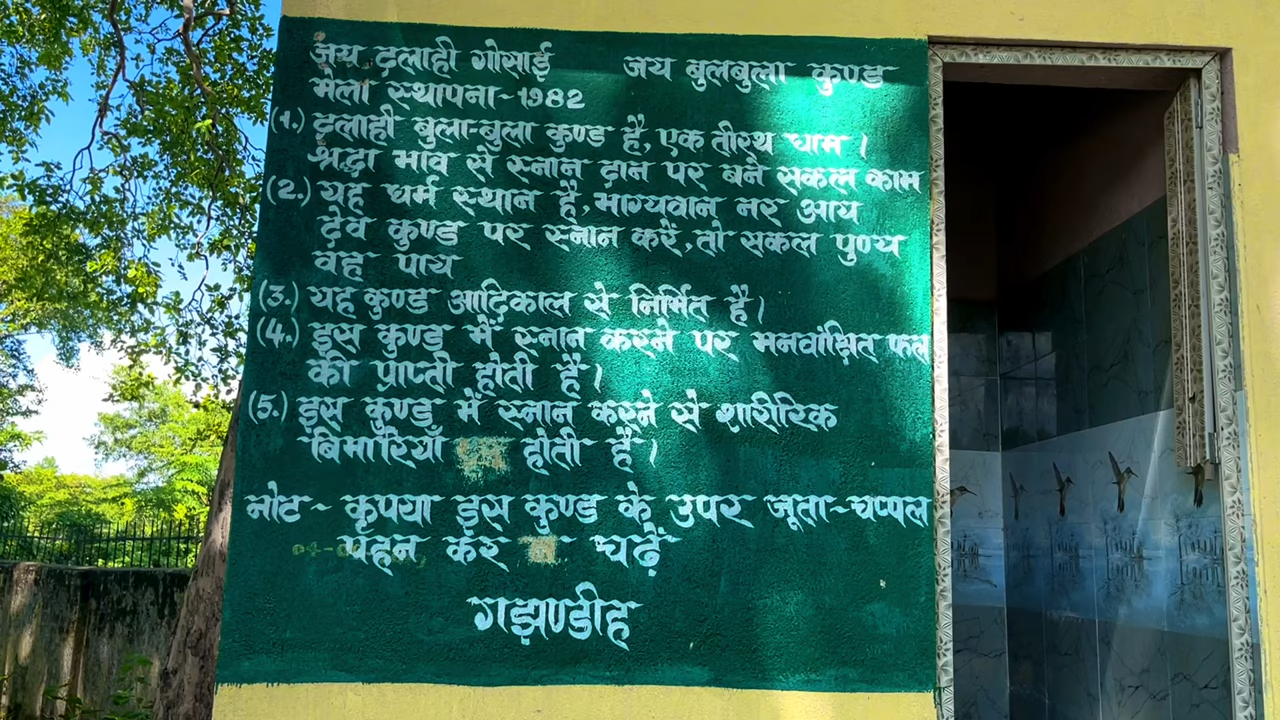 जय दलाही गोसाई जय बुलबुला कुण्ड
मेला स्थापना-1982
(1.) दलाही बुला-बुला कुण्ड है, एक तीरथ धाम ।
श्रद्धा भाव से स्नान दान पर बने सकल काम
(2.) यह धर्म स्थान है, भाग्यवान नर आय
देव कुण्ड पर स्नान करें, तो सकल पुण्य
वह पाय
(3.) यह कुण्ड आदिकाल से निर्मित है।
(4.) इस कुण्ड में स्नान करने पर मनवांक्षित फल
की प्राप्ती होती है।
(5.) इस कुण्ड में स्नान करने से शारीरिक
बिमारियाँ होती है।
नोट ~ कृपया इस कुण्ड के उपर जूता-चप्पल
पहन कर चढ़ें
गझण्डीह